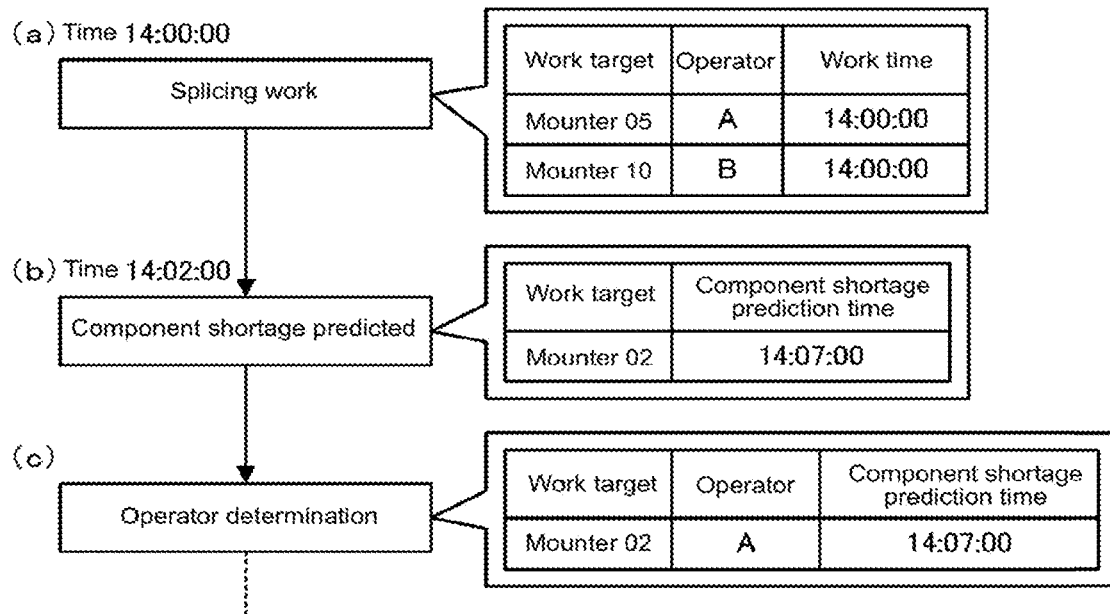 (a) Time 14:00:00
Splicing work
Work target Operator Work time
Mounter 05 A 14:00:00
Mounter 10 B 14:00:00
(b) Time 14:02:00
Component shortage predicted
Work target Component shortage
prediction time
Mounter 02 14:07:00
(c)
Operator determination
Work target Operator Component shortage
prediction time
Mounter 02 A 14:07:00